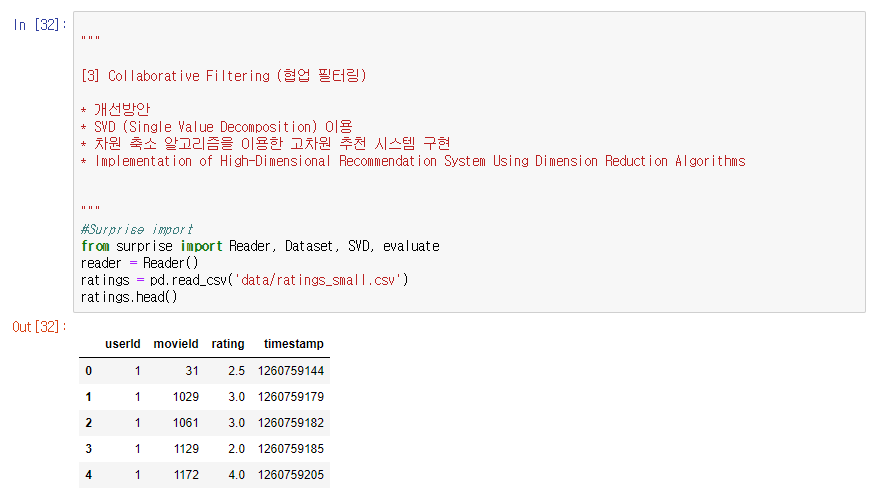 In [32]:
"""
[3] Collaborative Filtering (협업 필터링)
* 개선방안
* SVD (Single Value Decomposition) 이용
* 차원 축소 알고리즘을 이용한 고차원 추천 시스템 구현
* Implementation of High-Dimensional Recommendation System Using Dimension Reduction Algorithms
"""
#Surprise import
from surprise import Reader, Dataset, SVD, evaluate
reader = Reader()
ratings = pd.read_csv('data/ratings_small.csv')
ratings.head()
Out[32]:
userId movieId rating timestamp
0 1 31 2.5 1260759144
1 1 1029 3.0 1260759179
2 1 1061 3.0 1260759182
3 1 1129 2.0 1260759185
4 1 1172 4.0 1260759205